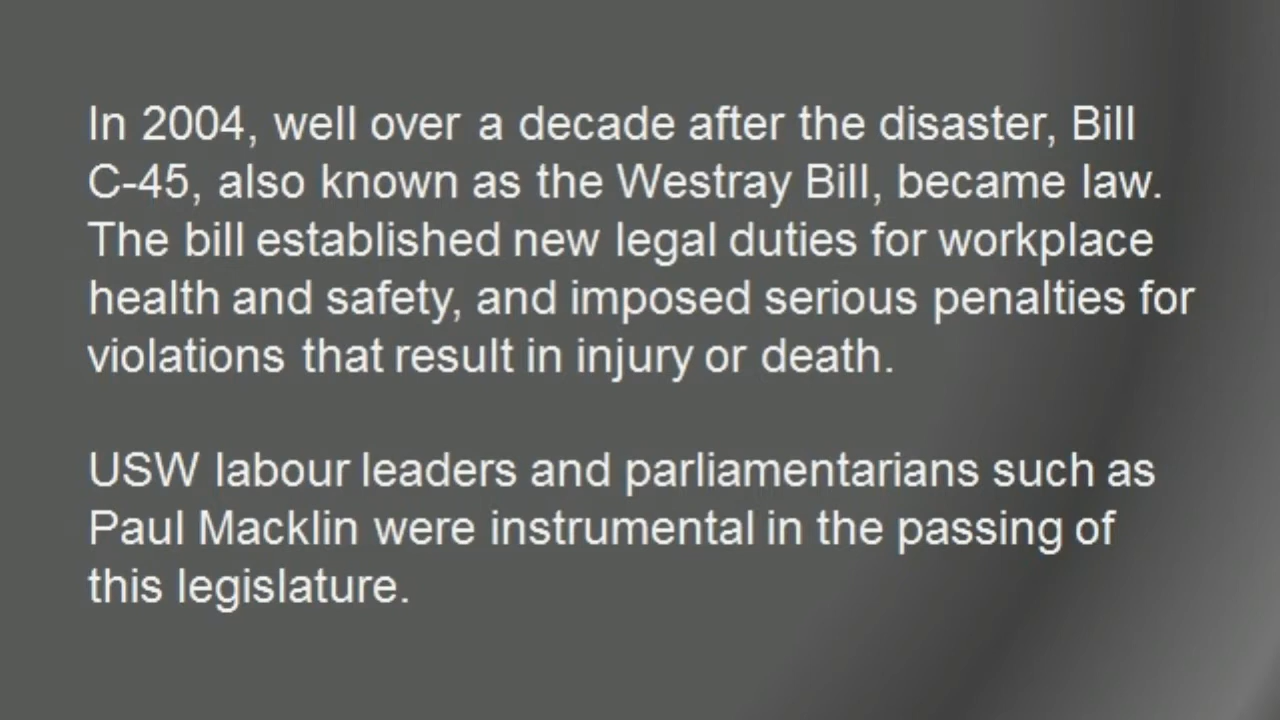 In 2004, well over a decade after the disaster, Bill
C-45, also known as the Westray Bill, became law.
The bill established new legal duties for workplace
health and safety, and imposed serious penalties for
violations that result in injury or death.
USW labour leaders and parliamentarians such as
Paul Macklin were instrumental in the passing of
this legislature.